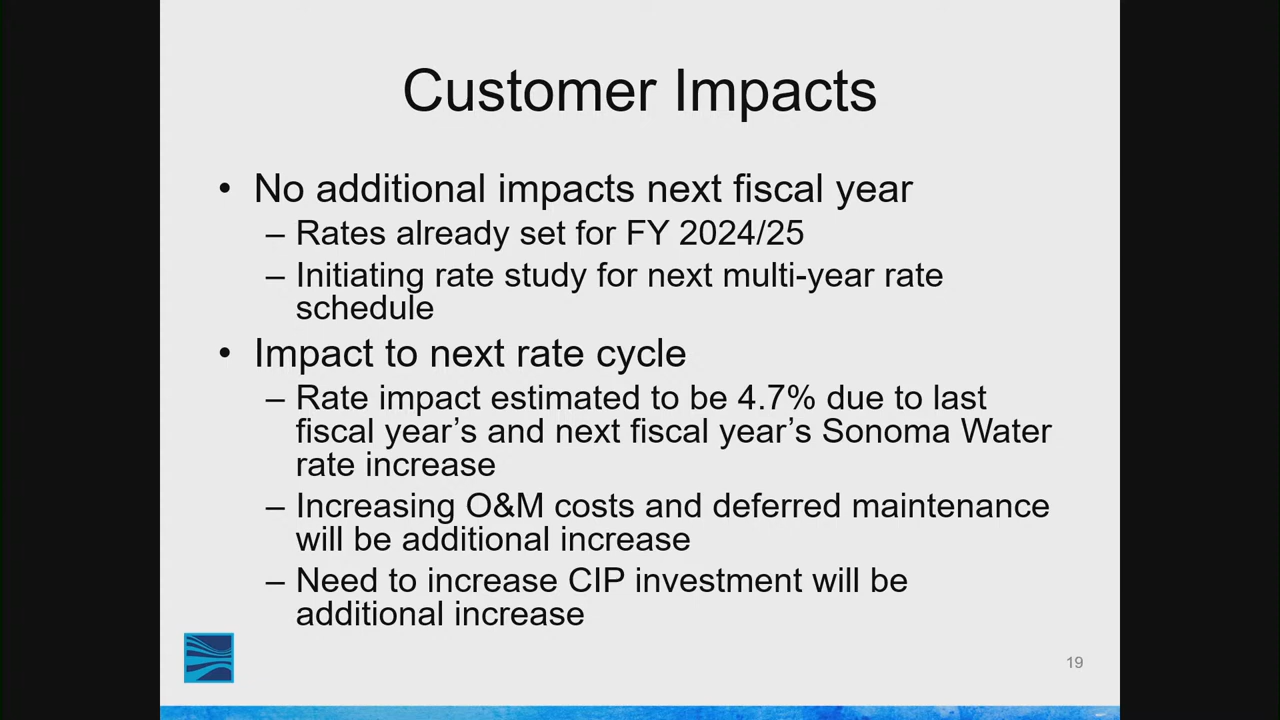 Customer Impacts
• No additional impacts next fiscal year
– Rates already set for FY 2024/25
– Initiating rate study for next multi-year rate
schedule
• Impact to next rate cycle
– Rate impact estimated to be 4.7% due to last
fiscal year’s and next fiscal year’s Sonoma Water
rate increase
– Increasing O&M costs and deferred maintenance
will be additional increase
– Need to increase CIP investment will be
additional increase
19